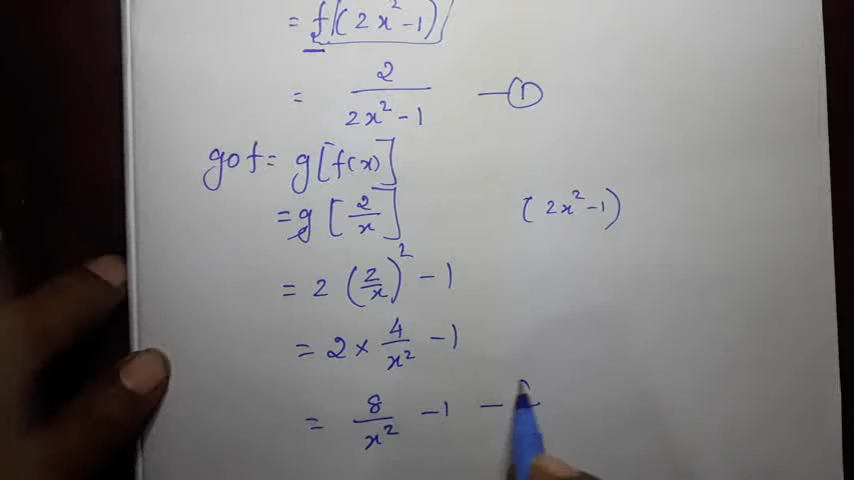 = f(2x²-1)
= 2/(2x²-1) —①
gof = g[f(x)]
= g[2/x] (2x²-1)
= 2(2/x)²-1
= 2×4/x²-1
= 8/x²-1 —